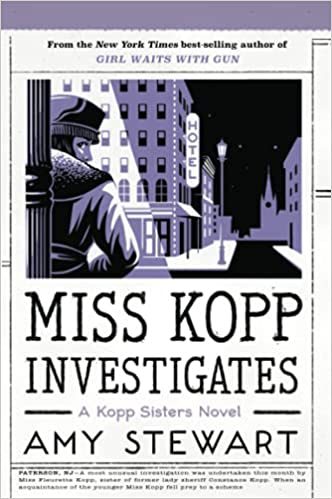 From the New York Times best-selling author of
GIRL WAITS WITH GUN
HOTEL
MISS KOPP
INVESTIGATES
A Kopp Sisters Novel
AMY STEWART
PATERSON, NJ—A most unusual investigation was undertaken this month by
Miss Fleurette Kopp, sister of former lady sheriff Constance Kopp. When an
acquaintance of the younger Miss Kopp fell prey to a scheme